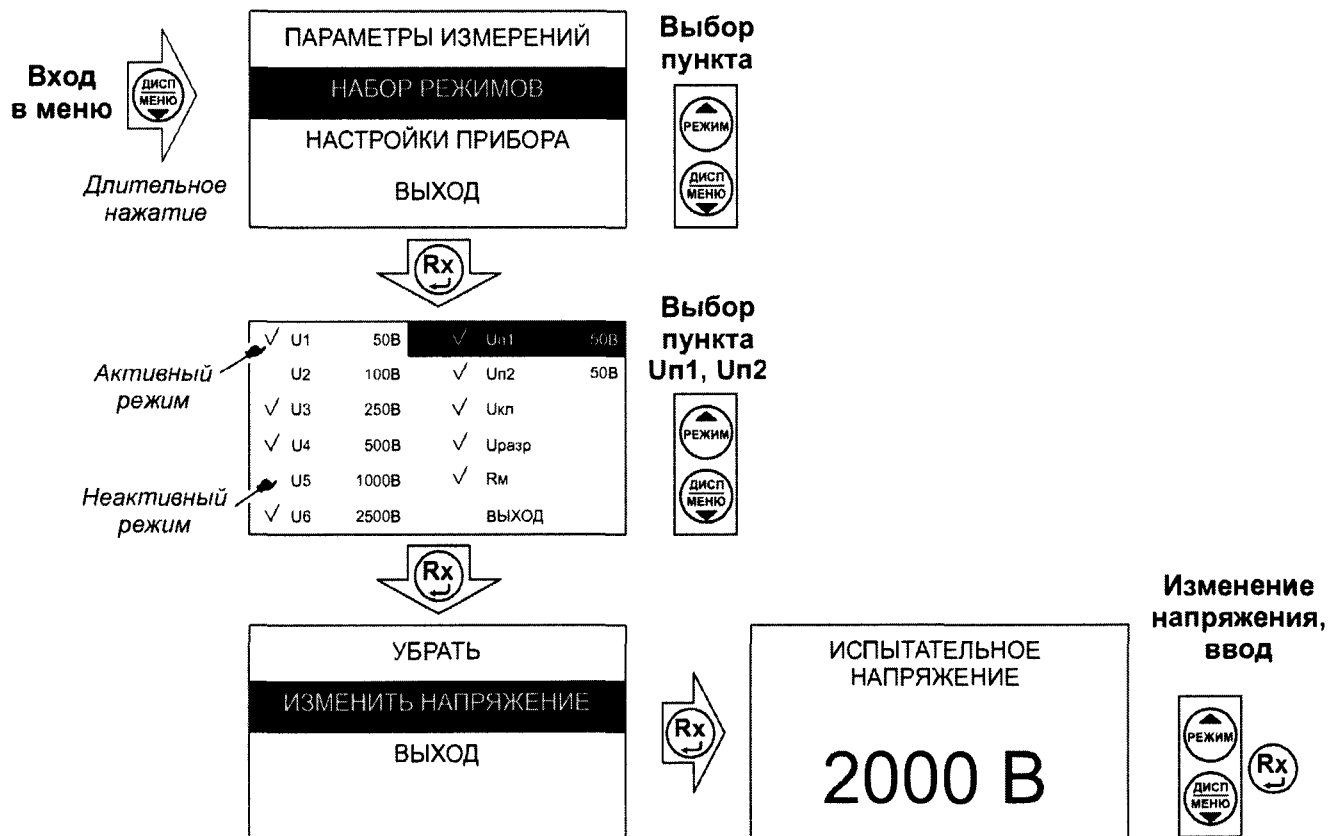 Вход
в меню
ДИСП
МЕНЮ
Длительное
нажатие
ПАРАМЕТРЫ ИЗМЕРЕНИЙ
НАБОР РЕЖИМОВ
НАСТРОЙКИ ПРИБОРА
ВЫХОД
Выбор
пункта
РЕЖИМ
ДИСП
МЕНЮ
Rx
Активный
режим
Неактивный
режим
✓ U1 50В ✓ Uп1 50В
U2 100В ✓ Uп2 50В
✓ U3 250В ✓ Uкл
✓ U4 500В ✓ Uразр
U5 1000В ✓ Rм
✓ U6 2500В ВЫХОД
Выбор
пункта
Uп1, Uп2
РЕЖИМ
ДИСП
МЕНЮ
Rx
УБРАТЬ
ИЗМЕНИТЬ НАПРЯЖЕНИЕ
ВЫХОД
Rx
ИСПЫТАТЕЛЬНОЕ
НАПРЯЖЕНИЕ
2000 В
Изменение
напряжения,
ввод
РЕЖИМ
ДИСП
МЕНЮ
Rx